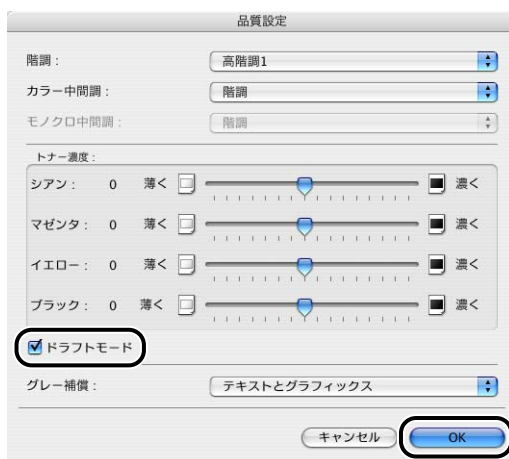 品質設定
階調： 高階調1
カラー中間調： 階調
モノクロ中間調： 階調
トナー濃度：
シアン： 0 薄く 濃く
マゼンタ： 0 薄く 濃く
イエロー： 0 薄く 濃く
ブラック： 0 薄く 濃く
ドラフトモード
グレー補償： テキストとグラフィックス
キャンセル OK